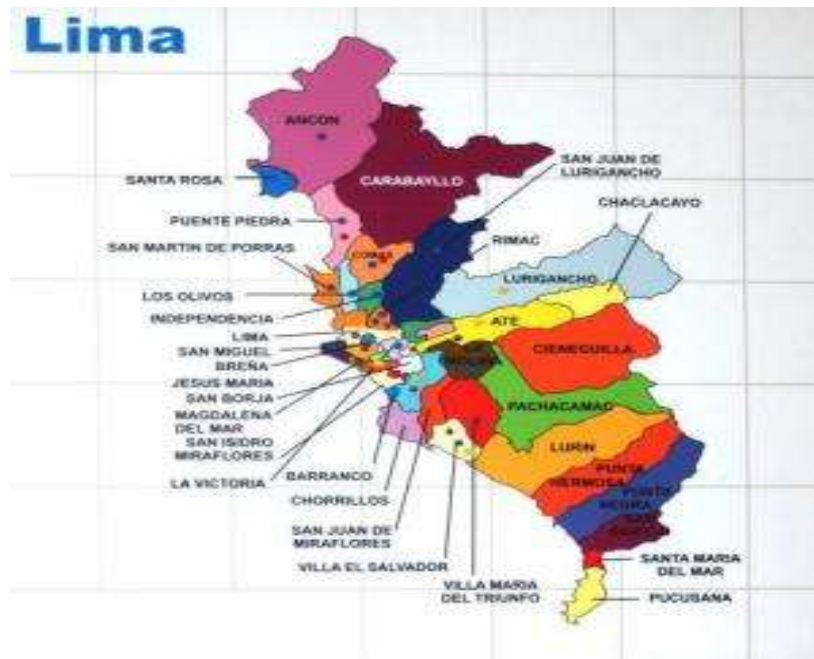 Lima
ANCON
CARABAYLLO
SAN JUAN DE
LURIGANCHO
SANTA ROSA
CHACLACAYO
PUENTE PIEDRA
RIMAC
SAN MARTIN DE PORRAS
COMAS
LURIGANCHO
LOS OLIVOS
INDEPENDENCIA
ATE
LIMA
SAN MIGUEL
CIENEGUILLA
BREÑA
JESUS MARIA
SAN BORJA
PACHACAMAC
MAGDALENA
DEL MAR
SAN ISIDRO
MIRAFLORES
LURIN
LA VICTORIA
BARRANCO
PUNTA
HERMOSA
CHORRILLOS
PUNTA
NEGRA
SAN JUAN DE
MIRAFLORES
VILLA EL SALVADOR
SANTA MARIA
DEL MAR
VILLA MARIA
DEL TRIUNFO
PUCUSANA